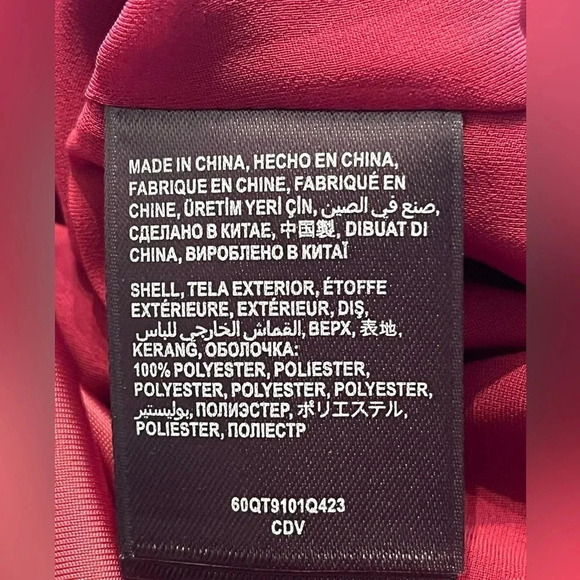 MADE IN CHINA, HECHO EN CHINA,
FABRIQUE EN CHINE, FABRIQUÉ EN
CHINE, ÜRETİM YERİ ÇİN, صنع في الصين,
СДЕЛАНО В КИТАЕ, 中国製, DIBUAT DI
CHINA, ВИРОБЛЕНО В КИТАЇ
SHELL, TELA EXTERIOR, ÉTOFFE
EXTÉRIEURE, EXTÉRIEUR, DIŞ,
القماش الخارجي للباس, ВЕРХ, 表地,
KERANG, ОБОЛОЧКА:
100% POLYESTER, POLIESTER,
POLYESTER, POLYESTER, POLYESTER,
بوليستير, ПОЛИЭСТЕР, ポリエステル,
POLIESTER, ПОЛІЕСТР
60QT9101Q423
CDV